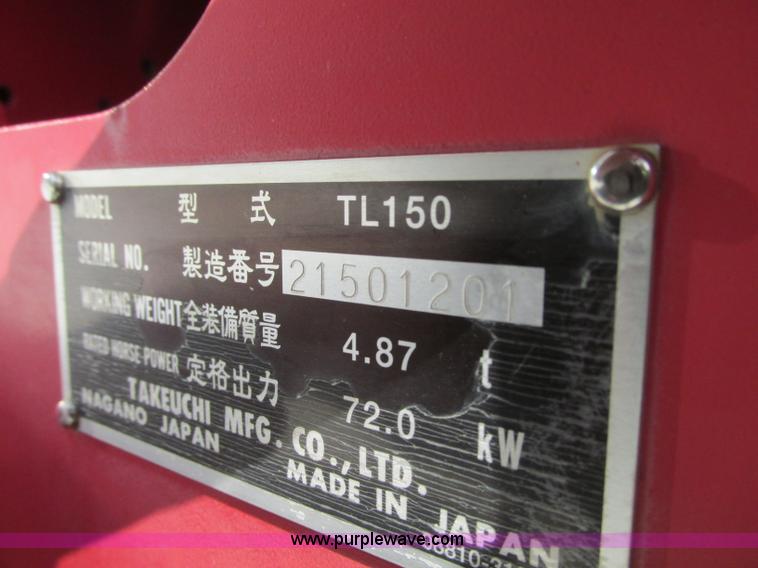 MODEL 型式 TL150
SERIAL NO. 製造番号 21501201
WORKING WEIGHT 全装備質量 4.87 t
RATED HORSE POWER 定格出力 72.0 kW
TAKEUCHI MFG. CO., LTD.
NAGANO JAPAN
MADE IN JAPAN
www.purplewave.com